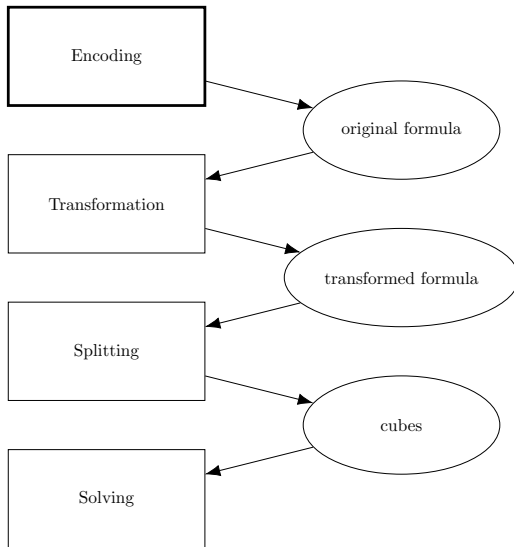 Encoding
original formula
Transformation
transformed formula
Splitting
cubes
Solving